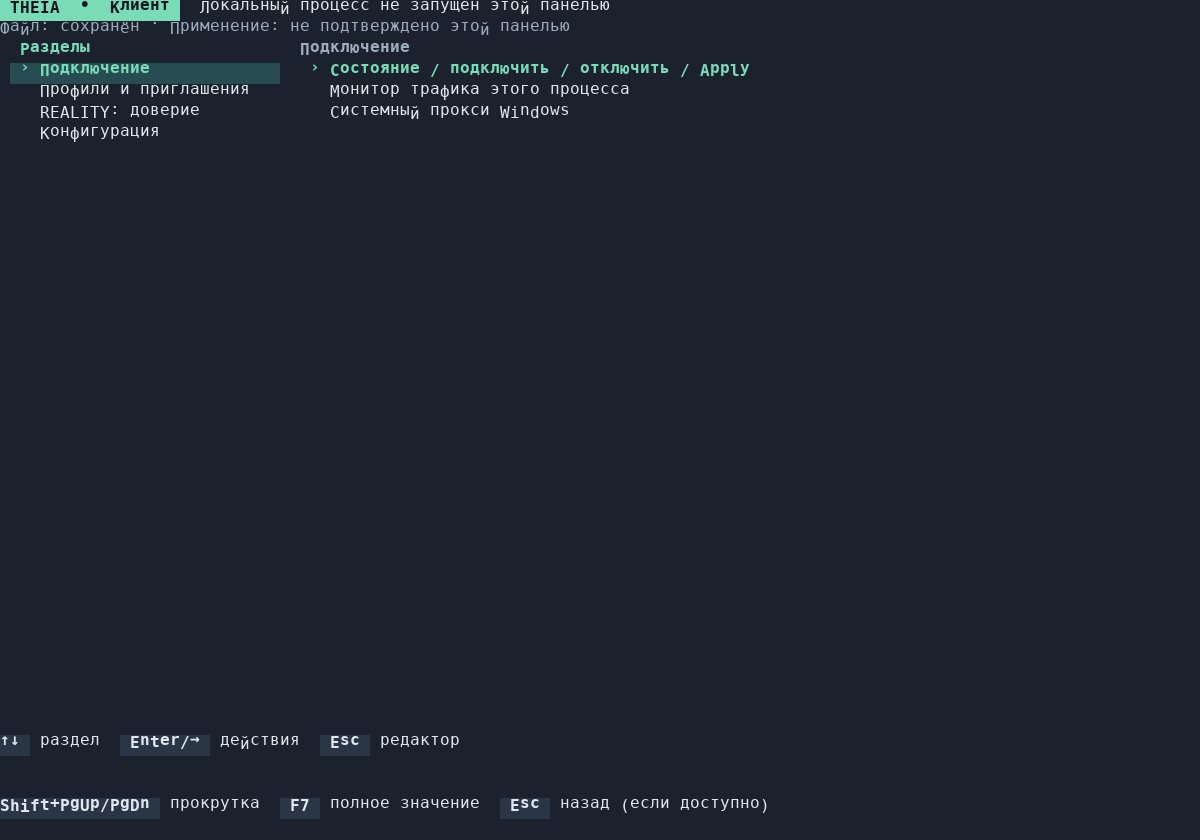 THEIA • Клиент Локальный процесс не запущен этой панелью
Файл: сохранён · Применение: не подтверждено этой панелью
Разделы Подключение
› Подключение › Состояние / подключить / отключить / Apply
Профили и приглашения Монитор трафика этого процесса
REALITY: доверие Системный прокси Windows
Конфигурация
↑↓ раздел Enter/→ действия Esc редактор
Shift+PgUp/PgDn прокрутка F7 полное значение Esc назад (если доступно)